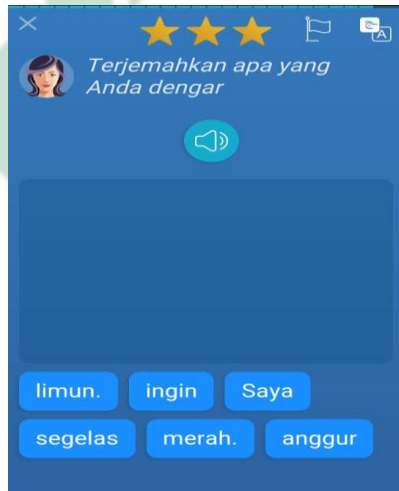 Terjemahkan apa yang
Anda dengar
limun. ingin Saya
segelas merah. anggur